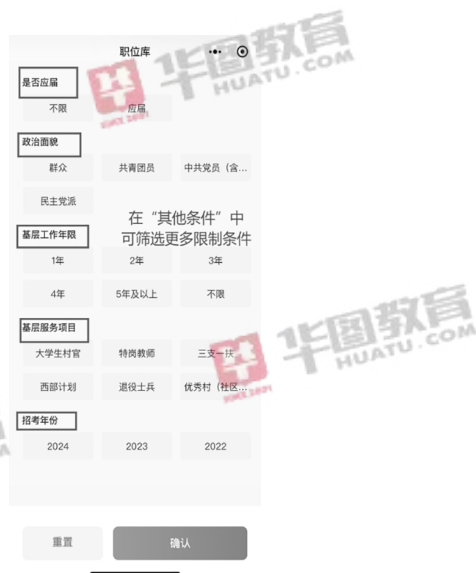 职位库
华图教育
HUATU.COM
是否应届
不限 应届
SINCE 2001
政治面貌
群众 共青团员 中共党员（含...
民主党派
在“其他条件”中
可筛选更多限制条件
基层工作年限
1年 2年 3年
4年 5年及以上 不限
基层服务项目
大学生村官 特岗教师 三支一扶
华图教育
HUATU.COM
西部计划 退役士兵 优秀村（社区...
SINCE 2001
招考年份
2024 2023 2022
重置 确认